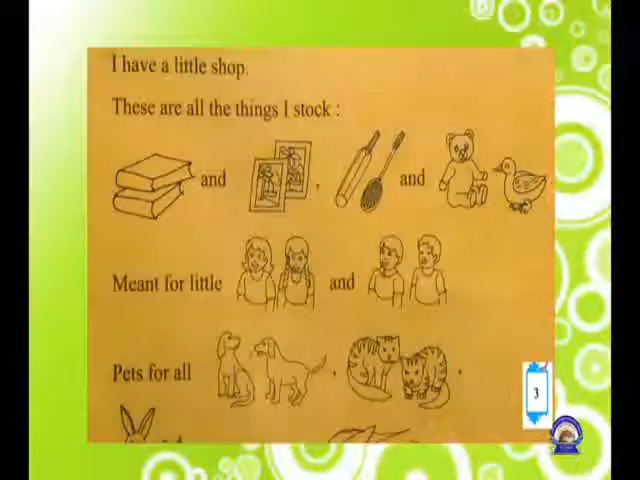 I have a little shop.
These are all the things I stock :
and , and
Meant for little and
Pets for all , ,
3